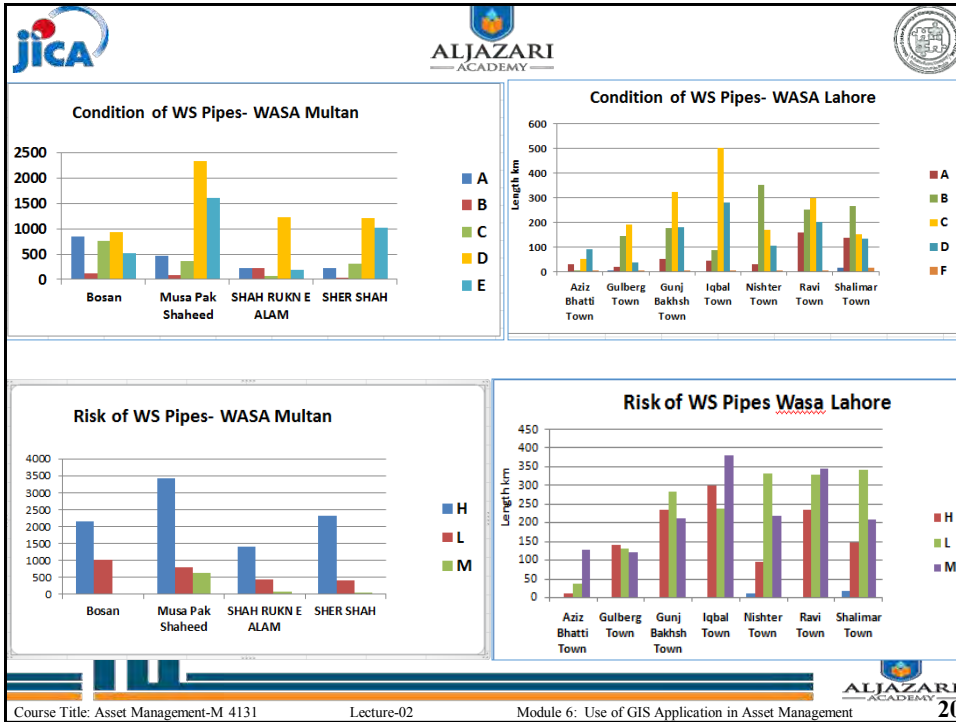 jICA
ALJAZARI
ACADEMY
Condition of WS Pipes- WASA Multan
2500
2000
1500
1000
500
0
Bosan
Musa Pak
Shaheed
SHAH RUKN E
ALAM
SHER SHAH
A
B
C
D
E
Condition of WS Pipes- WASA Lahore
Length km
600
500
400
300
200
100
0
Aziz
Bhatti
Town
Gulberg
Town
Gunj
Bakhsh
Town
Iqbal
Town
Nishter
Town
Ravi
Town
Shalimar
Town
A
B
C
D
F
Risk of WS Pipes- WASA Multan
4000
3500
3000
2500
2000
1500
1000
500
0
Bosan
Musa Pak
Shaheed
SHAH RUKN E
ALAM
SHER SHAH
H
L
M
Risk of WS Pipes Wasa Lahore
Length km
450
400
350
300
250
200
150
100
50
0
Aziz
Bhatti
Town
Gulberg
Town
Gunj
Bakhsh
Town
Iqbal
Town
Nishter
Town
Ravi
Town
Shalimar
Town
H
L
M
ALJAZARI
Course Title: Asset Management-M 4131 Lecture-02 Module 6: Use of GIS Application in Asset Management 20